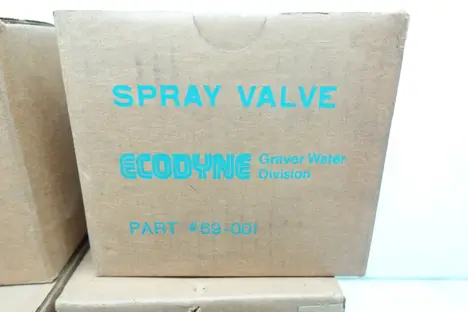 SPRAY VALVE
ECODYNE Graver Water
Division
PART #69-001